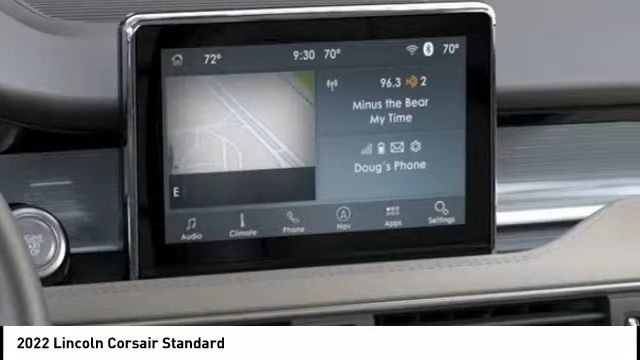 72° 9:30 70° 70°
96.3 2
Minus the Bear
My Time
Doug's Phone
E
Audio Climate Phone Nav Apps Settings
2022 Lincoln Corsair Standard